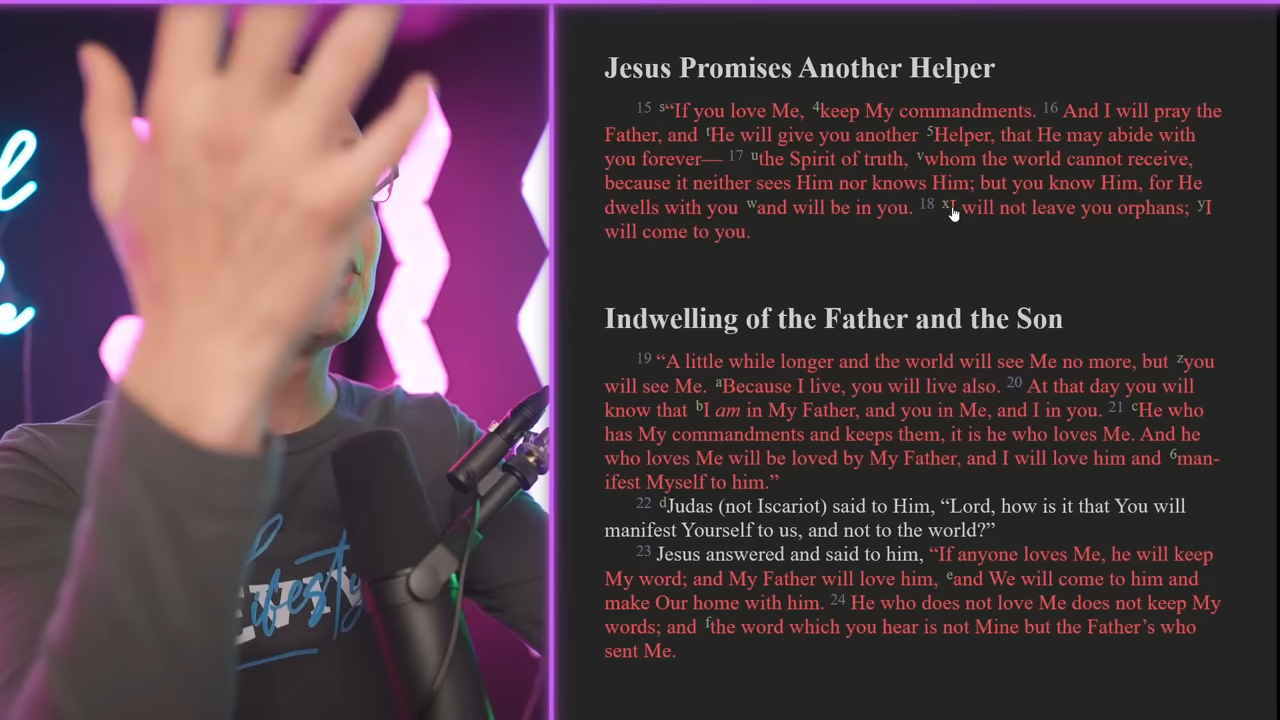 Jesus Promises Another Helper
15 s“If you love Me, 4keep My commandments. 16 And I will pray the
Father, and tHe will give you another 5Helper, that He may abide with
you forever— 17 uthe Spirit of truth, vwhom the world cannot receive,
because it neither sees Him nor knows Him; but you know Him, for He
dwells with you wand will be in you. 18 xI will not leave you orphans; yI
will come to you.
Indwelling of the Father and the Son
19 “A little while longer and the world will see Me no more, but zyou
will see Me. aBecause I live, you will live also. 20 At that day you will
know that bI am in My Father, and you in Me, and I in you. 21 cHe who
has My commandments and keeps them, it is he who loves Me. And he
who loves Me will be loved by My Father, and I will love him and 6man-
ifest Myself to him.”
22 dJudas (not Iscariot) said to Him, “Lord, how is it that You will
manifest Yourself to us, and not to the world?”
23 Jesus answered and said to him, “If anyone loves Me, he will keep
My word; and My Father will love him, eand We will come to him and
make Our home with him. 24 He who does not love Me does not keep My
words; and fthe word which you hear is not Mine but the Father’s who
sent Me.